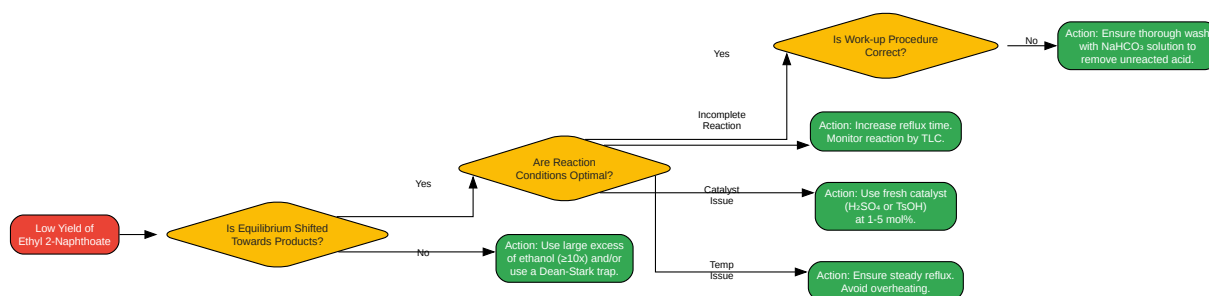 Low Yield of
Ethyl 2-Naphthoate
Is Equilibrium Shifted
Towards Products?
Yes
No
Action: Use large excess
of ethanol (≥10x) and/or
use a Dean-Stark trap.
Are Reaction
Conditions Optimal?
Yes
Incomplete
Reaction
Catalyst
Issue
Temp
Issue
Is Work-up Procedure
Correct?
No
Action: Ensure thorough wash
with NaHCO₃ solution to
remove unreacted acid.
Action: Increase reflux time.
Monitor reaction by TLC.
Action: Use fresh catalyst
(H₂SO₄ or TsOH)
at 1-5 mol%.
Action: Ensure steady reflux.
Avoid overheating.